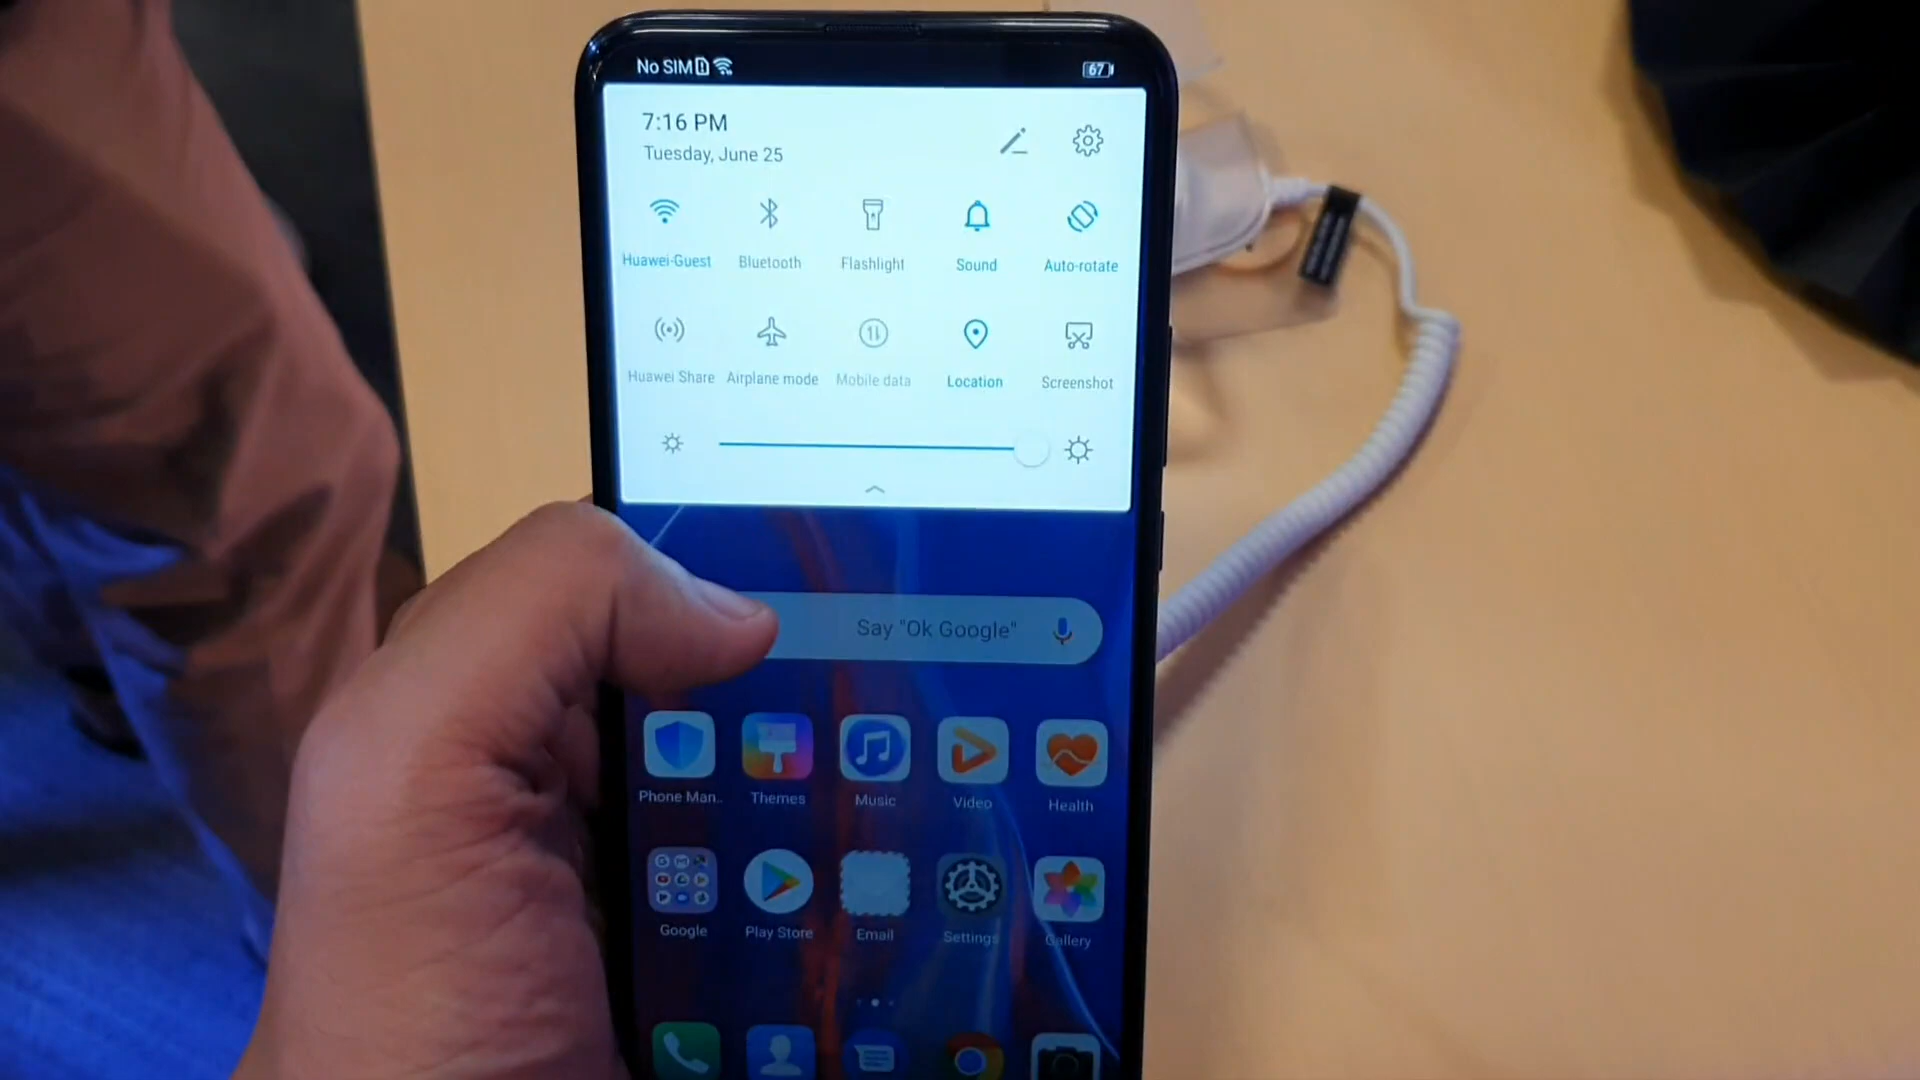 No SIM
67
7:16 PM
Tuesday, June 25
Huawei-Guest Bluetooth Flashlight Sound Auto-rotate
Huawei Share Airplane mode Mobile data Location Screenshot
Say "Ok Google"
Phone Man.. Themes Music Video Health
Google Play Store Email Settings Gallery